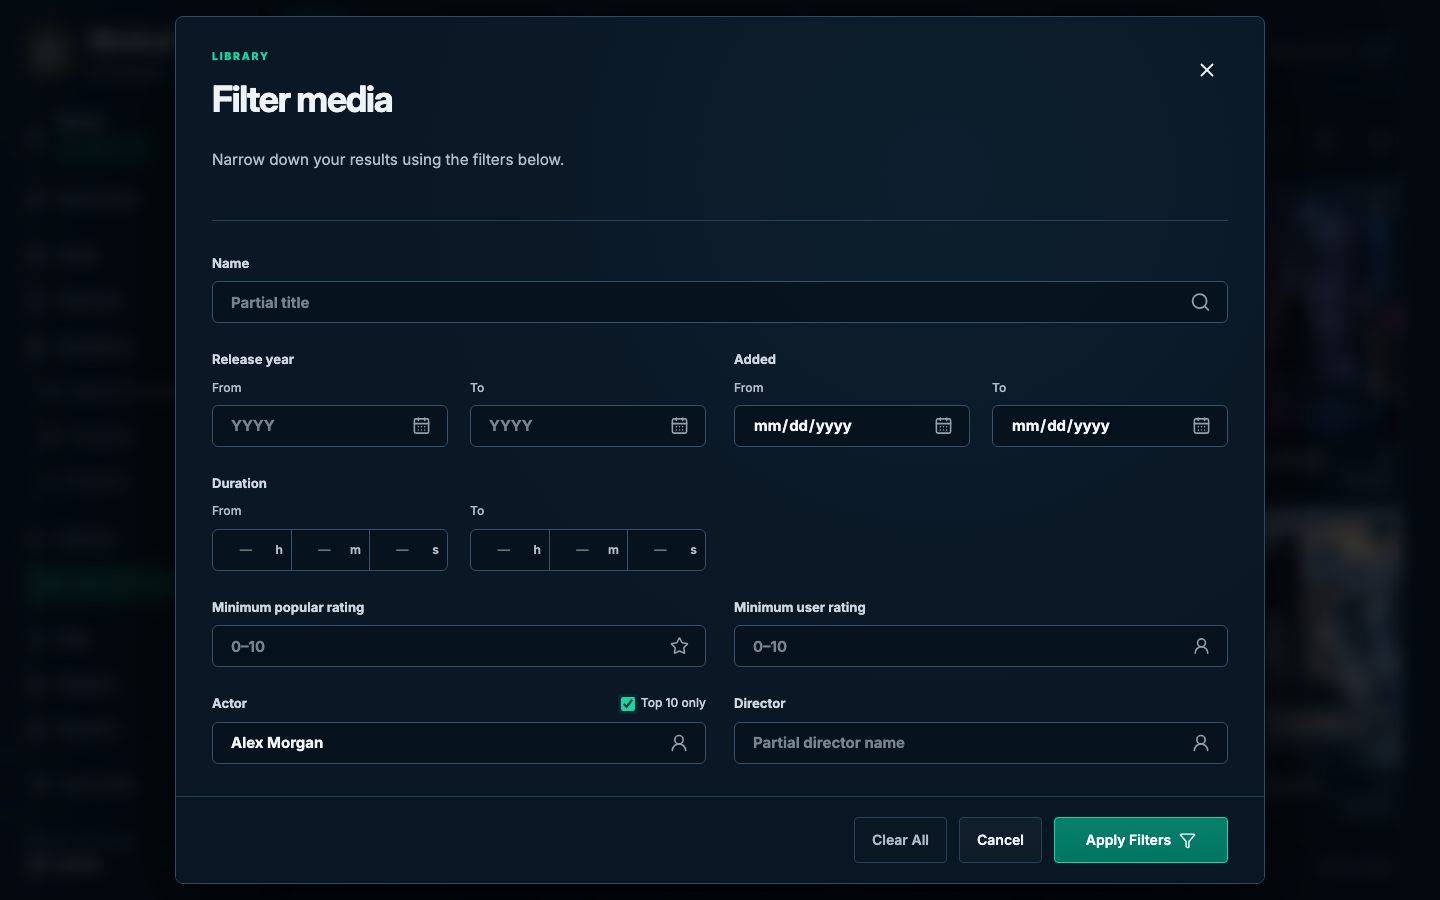 LIBRARY
Filter media
Narrow down your results using the filters below.
Name
Partial title
Release year
Added
From
To
From
To
YYYY
YYYY
mm/dd/yyyy
mm/dd/yyyy
Duration
From
To
— h — m — s
— h — m — s
Minimum popular rating
Minimum user rating
0–10
0–10
Actor
Top 10 only
Director
Alex Morgan
Partial director name
Clear All
Cancel
Apply Filters